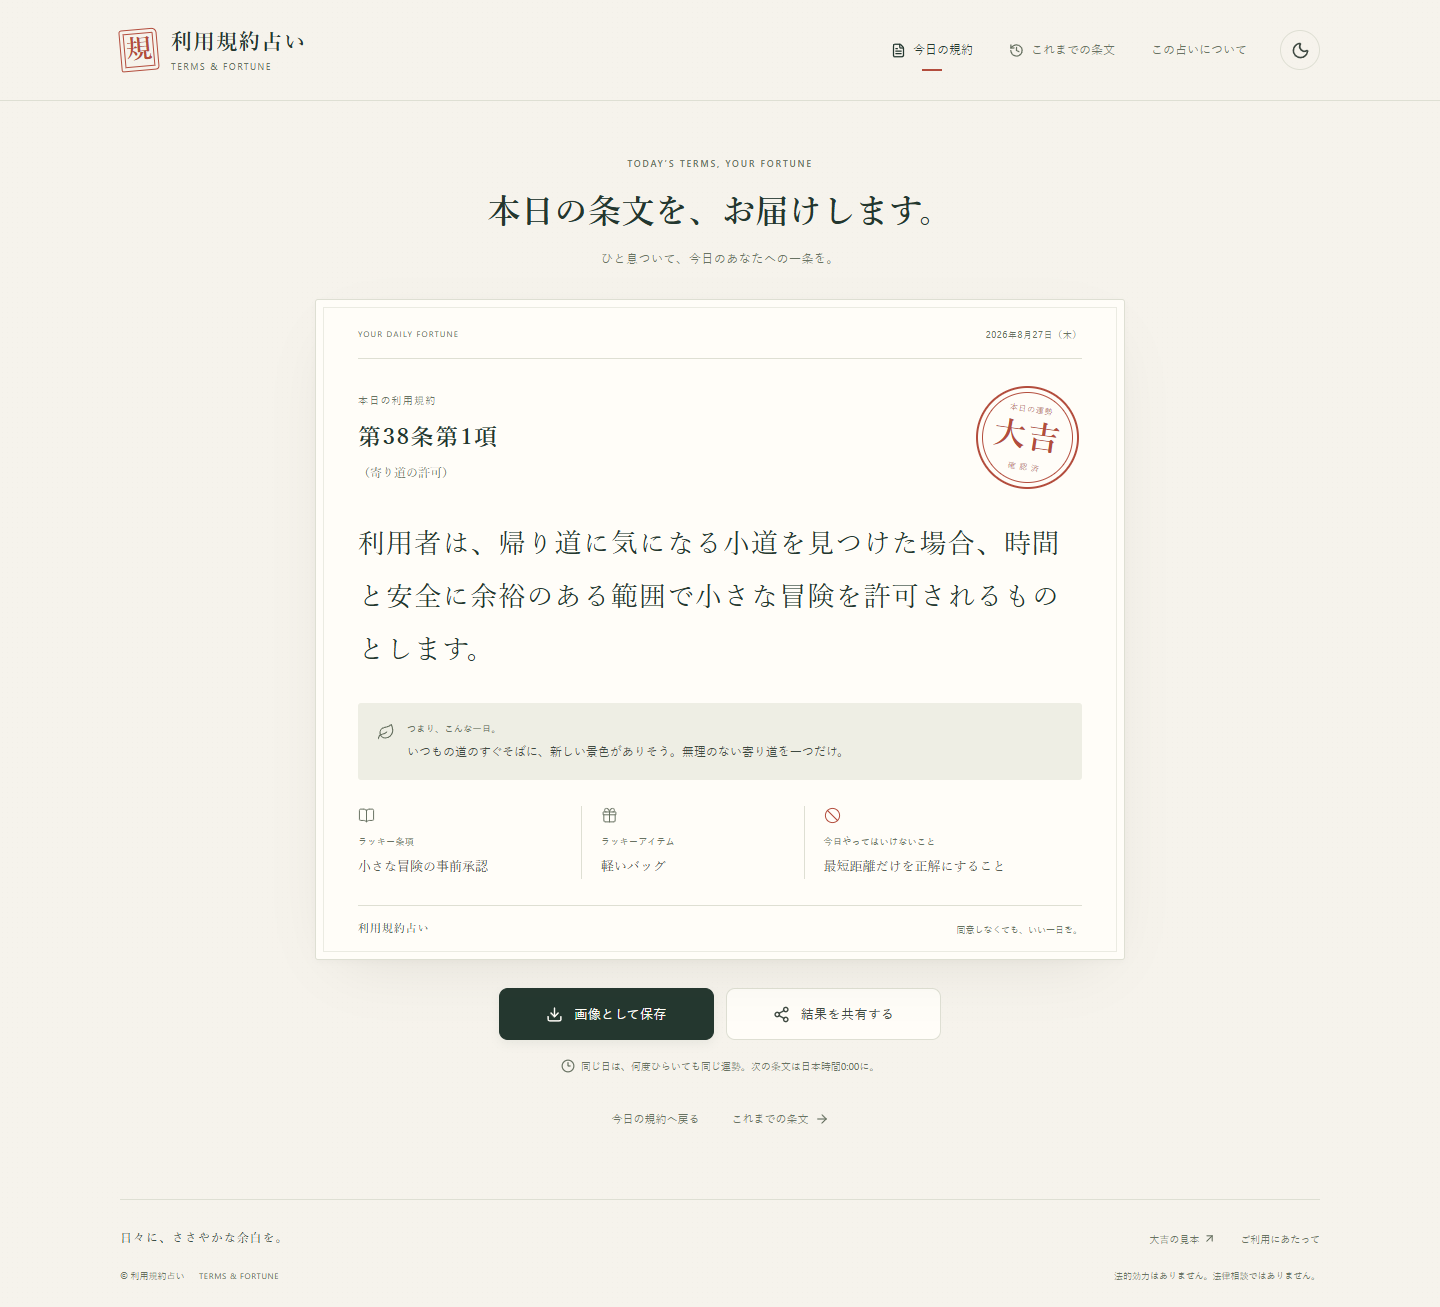 規
利用規約占い
TERMS & FORTUNE
今日の規約
これまでの条文
この占いについて
TODAY'S TERMS, YOUR FORTUNE
本日の条文を、お届けします。
ひと息ついて、今日のあなたへの一条を。
YOUR DAILY FORTUNE
2026年8月27日（木）
本日の利用規約
第38条第1項
（寄り道の許可）
本日の運勢
大吉
確認済
利用者は、帰り道に気になる小道を見つけた場合、時間
と安全に余裕のある範囲で小さな冒険を許可されるもの
とします。
つまり、こんな一日。
いつもの道のすぐそばに、新しい景色がありそう。無理のない寄り道を一つだけ。
ラッキー条項
小さな冒険の事前承認
ラッキーアイテム
軽いバッグ
今日やってはいけないこと
最短距離だけを正解にすること
利用規約占い
同意しなくても、いい一日を。
画像として保存
結果を共有する
同じ日は、何度ひらいても同じ運勢。次の条文は日本時間0:00に。
今日の規約へ戻る
これまでの条文
日々に、ささやかな余白を。
大吉の見本
ご利用にあたって
© 利用規約占い TERMS & FORTUNE
法的効力はありません。法律相談ではありません。